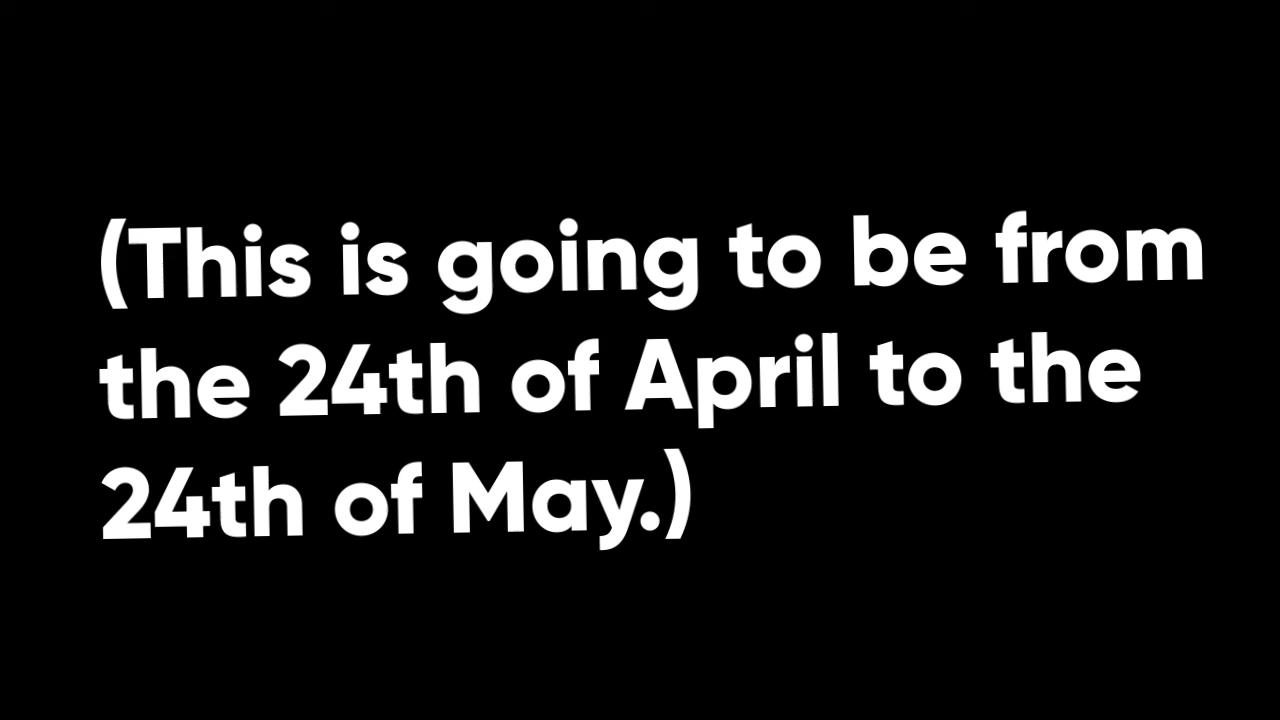 (This is going to be from
the 24th of April to the
24th of May.)